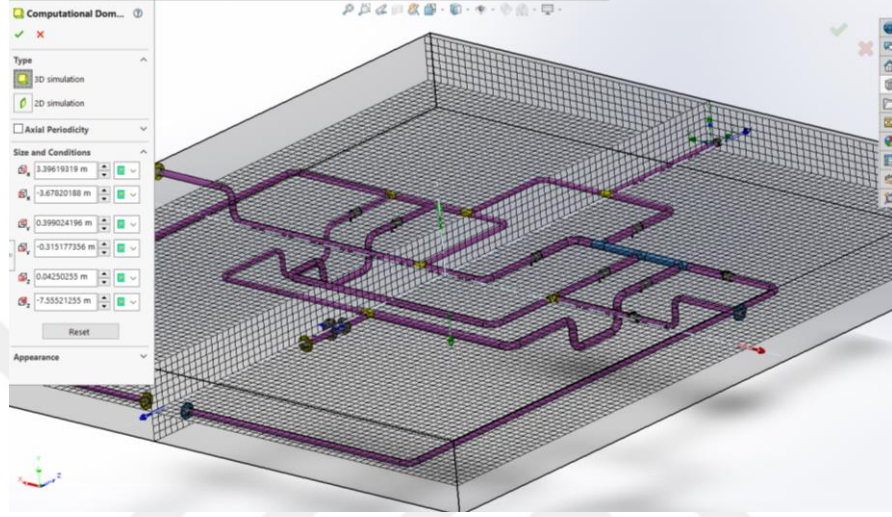 Computational Dom...
Type
3D simulation
2D simulation
Axial Periodicity
Size and Conditions
x 3.39619319 m
x -3.67820188 m
Y 0.399024196 m
Y -0.315177356 m
z 0.04250255 m
z -7.55521255 m
Reset
Appearance
Y
X
Z